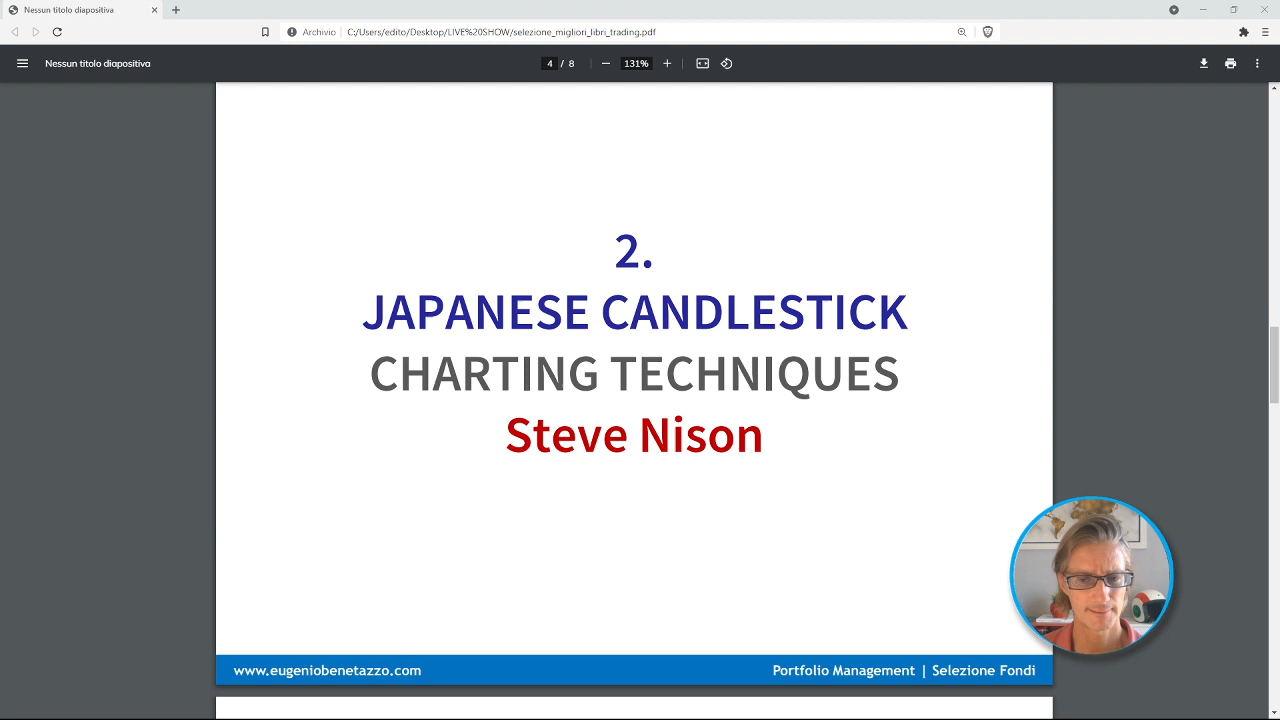 Nessun titolo diapositiva
Archivio
C:/Users/edito/Desktop/LIVE%20SHOW/selezione_migliori_libri_trading.pdf
Nessun titolo diapositiva
4 / 8
131%
2.
JAPANESE CANDLESTICK
CHARTING TECHNIQUES
Steve Nison
www.eugeniobenetazzo.com
Portfolio Management | Selezione Fondi